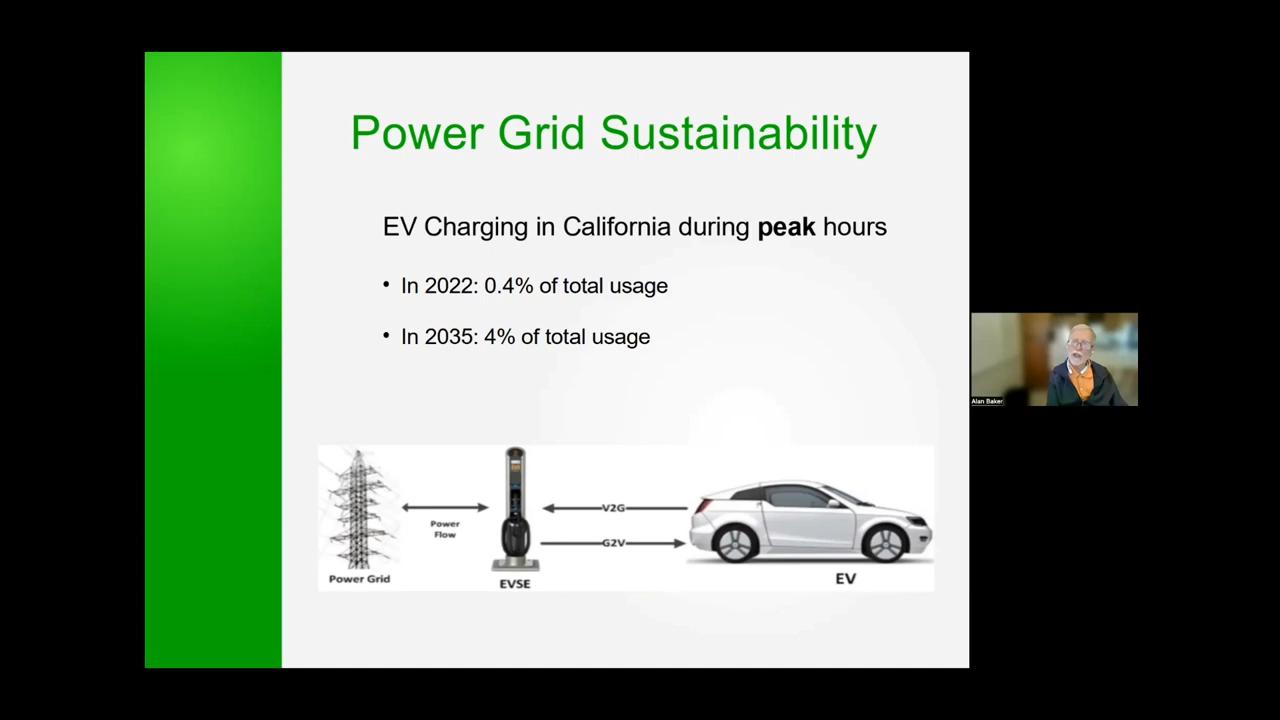 Power Grid Sustainability
EV Charging in California during peak hours
• In 2022: 0.4% of total usage
• In 2035: 4% of total usage
Power
Flow
V2G
G2V
Power Grid
EVSE
EV
Alan Baker